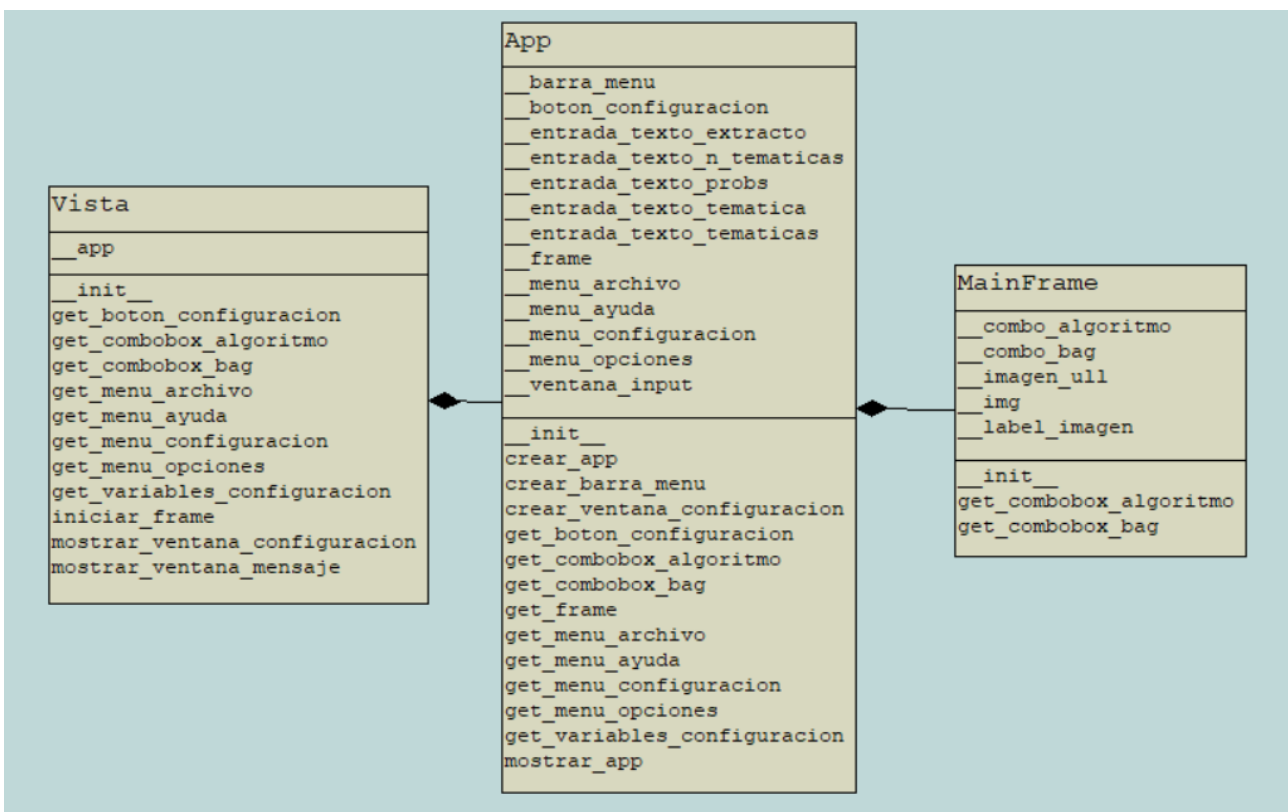 Vista
__app
__init__
get_boton_configuracion
get_combobox_algoritmo
get_combobox_bag
get_menu_archivo
get_menu_ayuda
get_menu_configuracion
get_menu_opciones
get_variables_configuracion
iniciar_frame
mostrar_ventana_configuracion
mostrar_ventana_mensaje
App
__barra_menu
__boton_configuracion
__entrada_texto_extracto
__entrada_texto_n_tematicas
__entrada_texto_probs
__entrada_texto_tematica
__entrada_texto_tematicas
__frame
__menu_archivo
__menu_ayuda
__menu_configuracion
__menu_opciones
__ventana_input
__init__
crear_app
crear_barra_menu
crear_ventana_configuracion
get_boton_configuracion
get_combobox_algoritmo
get_combobox_bag
get_frame
get_menu_archivo
get_menu_ayuda
get_menu_configuracion
get_menu_opciones
get_variables_configuracion
mostrar_app
MainFrame
__combo_algoritmo
__combo_bag
__imagen_ull
__img
__label_imagen
__init__
get_combobox_algoritmo
get_combobox_bag